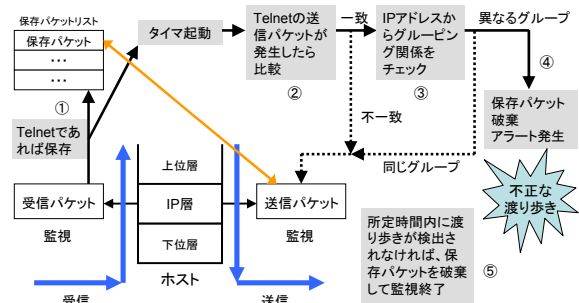 保存パケットリスト
保存パケット
…
…
①
Telnetで
あれば保存
タイマ起動
Telnetの送
信パケットが
発生したら
比較
②
一致
IPアドレスか
らグルーピン
グ関係を
チェック
③
異なるグループ
④
保存パケット
破棄
アラート発生
不一致
同じグループ
不正な
渡り歩き
上位層
IP層
下位層
受信パケット
監視
送信パケット
監視
ホスト
受信
送信
所定時間内に渡
り歩きが検出さ
れなければ、保
存パケットを破棄
して監視終了
⑤